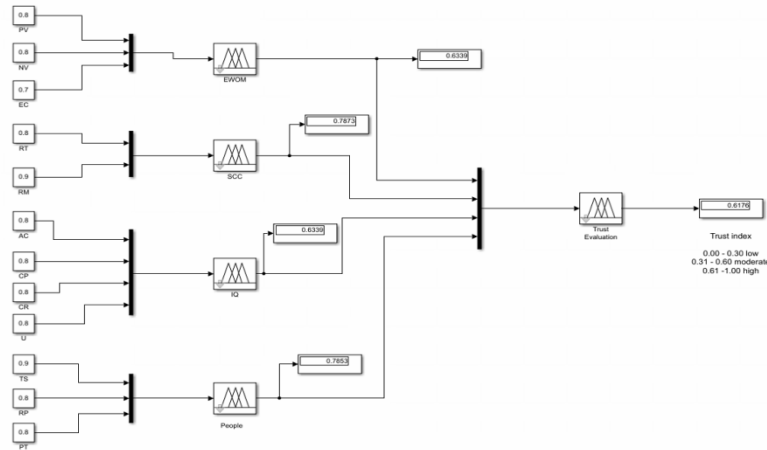 0.8
PV
0.8
NV
0.7
EC
EWOM
0.6339
0.8
RT
0.9
RM
SCC
0.7873
0.8
AC
0.8
CP
0.8
CR
0.8
U
IQ
0.6339
0.9
TS
0.8
RP
0.8
PT
People
0.7853
Trust
Evaluation
0.6176
Trust index
0.00 - 0.30 low
0.31 - 0.60 moderate
0.61 -1.00 high